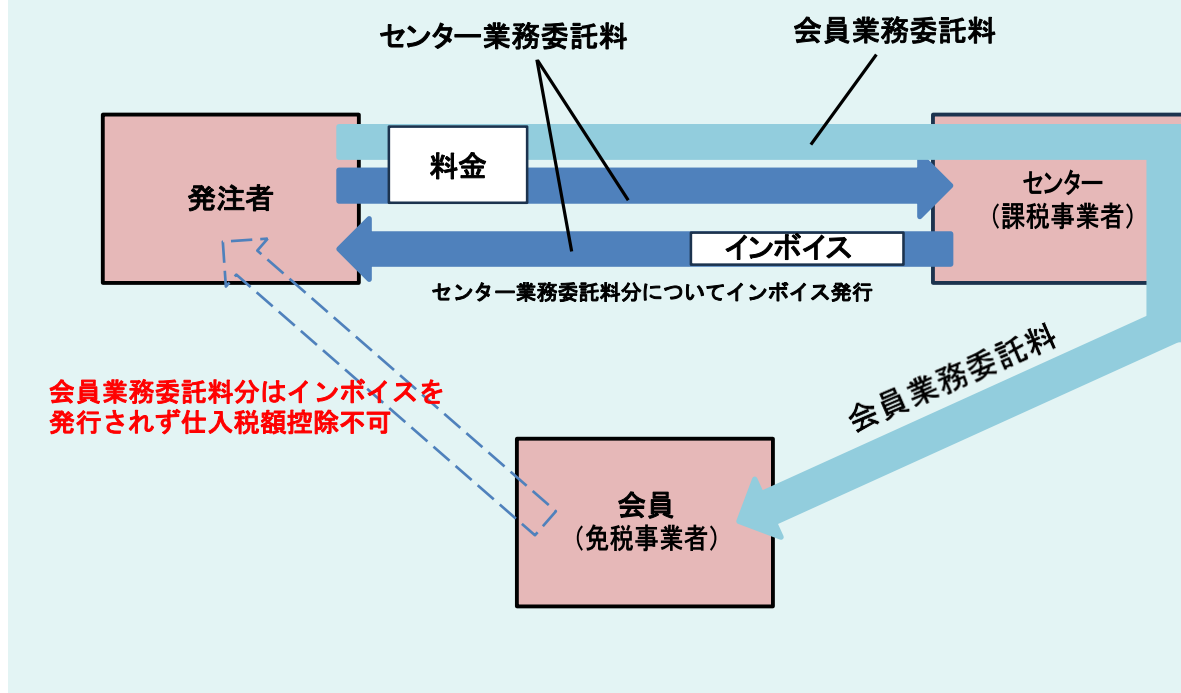 センター業務委託料
会員業務委託料
発注者
料金
センター
（課税事業者）
インボイス
センター業務委託料分についてインボイス発行
会員業務委託料
会員業務委託料分はインボイスを
発行されず仕入税額控除不可
会員
（免税事業者）